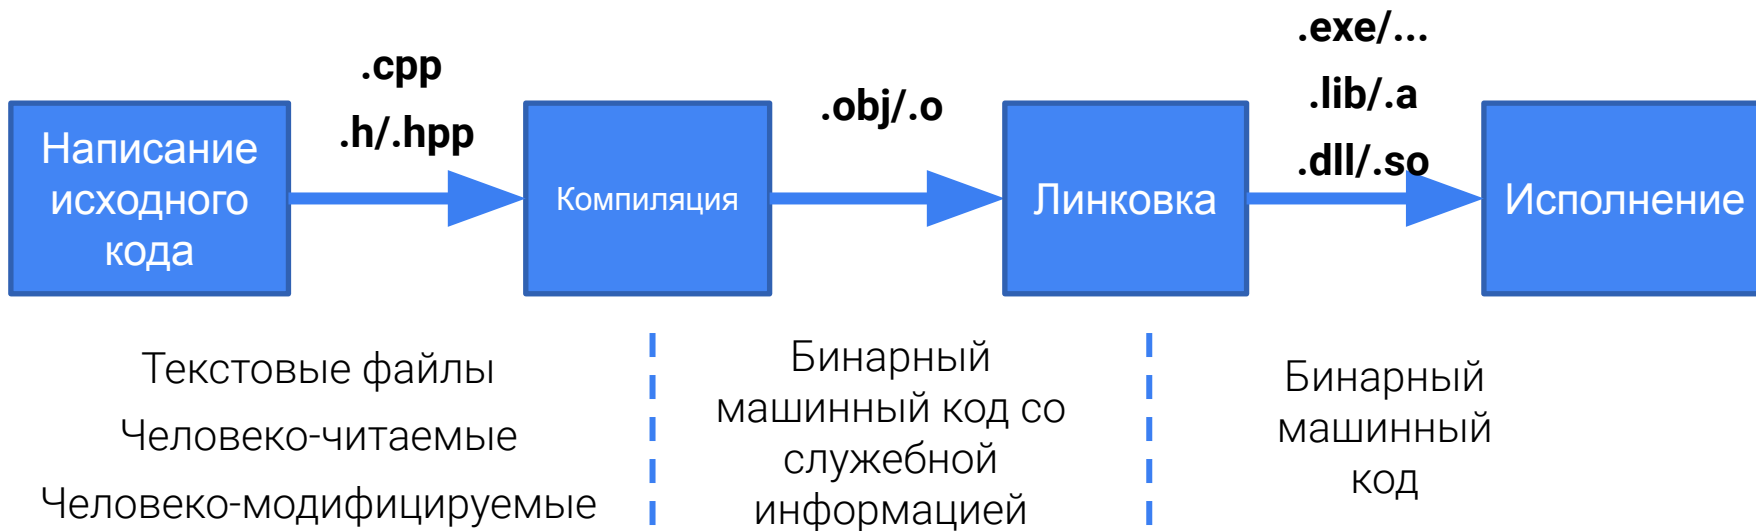 Написание
исходного
кода
.cpp
.h/.hpp
Компиляция
.obj/.o
Линковка
.exe/...
.lib/.a
.dll/.so
Исполнение
Текстовые файлы
Человеко-читаемые
Человеко-модифицируемые
Бинарный
машинный код со
служебной
информацией
Бинарный
машинный
код